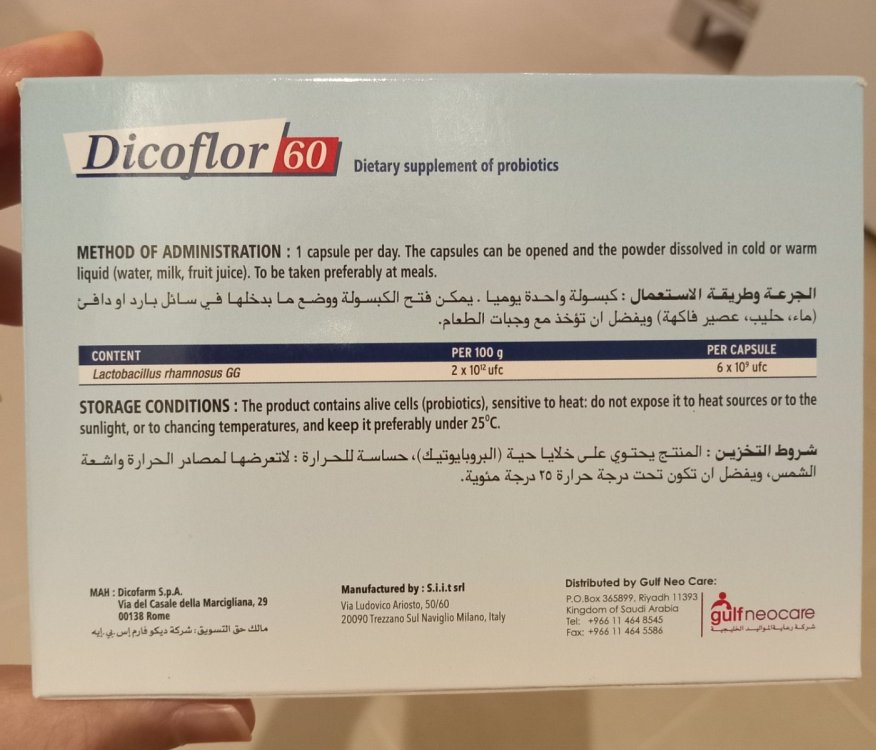 Dicoflor 60 Dietary supplement of probiotics
METHOD OF ADMINISTRATION : 1 capsule per day. The capsules can be opened and the powder dissolved in cold or warm
liquid (water, milk, fruit juice). To be taken preferably at meals.
الجرعة وطريقة الاستعمال : كبسولة واحدة يوميا . يمكن فتح الكبسولة ووضع ما بدخلها في سائل بارد او دافئ
(ماء، حليب، عصير فاكهة) ويفضل ان تؤخذ مع وجبات الطعام.
CONTENT PER 100 g PER CAPSULE
Lactobacillus rhamnosus GG 2 x 10¹² ufc 6 x 10⁹ ufc
STORAGE CONDITIONS : The product contains alive cells (probiotics), sensitive to heat: do not expose it to heat sources or to the
sunlight, or to chancing temperatures, and keep it preferably under 25⁰C.
شروط التخزين : المنتج يحتوي على خلايا حية (البروبايوتيك)، حساسة للحرارة : لاتعرضها لمصادر الحرارة واشعة
الشمس، ويفضل ان تكون تحت درجة حرارة ٢٥ درجة مئوية.
MAH : Dicofarm S.p.A.
Via del Casale della Marcigliana, 29
00138 Rome
مالك حق التسويق: شركة ديكو فارم إس .بي. إيه
Manufactured by : S.i.i.t srl
Via Ludovico Ariosto, 50/60
20090 Trezzano Sul Naviglio Milano, Italy
Distributed by Gulf Neo Care:
P.O.Box 365899, Riyadh 11393
Kingdom of Saudi Arabia
Tel: +966 11 464 8545
Fax: +966 11 464 5586
gulfneocare
شركة رعاية المواليد الخليجية